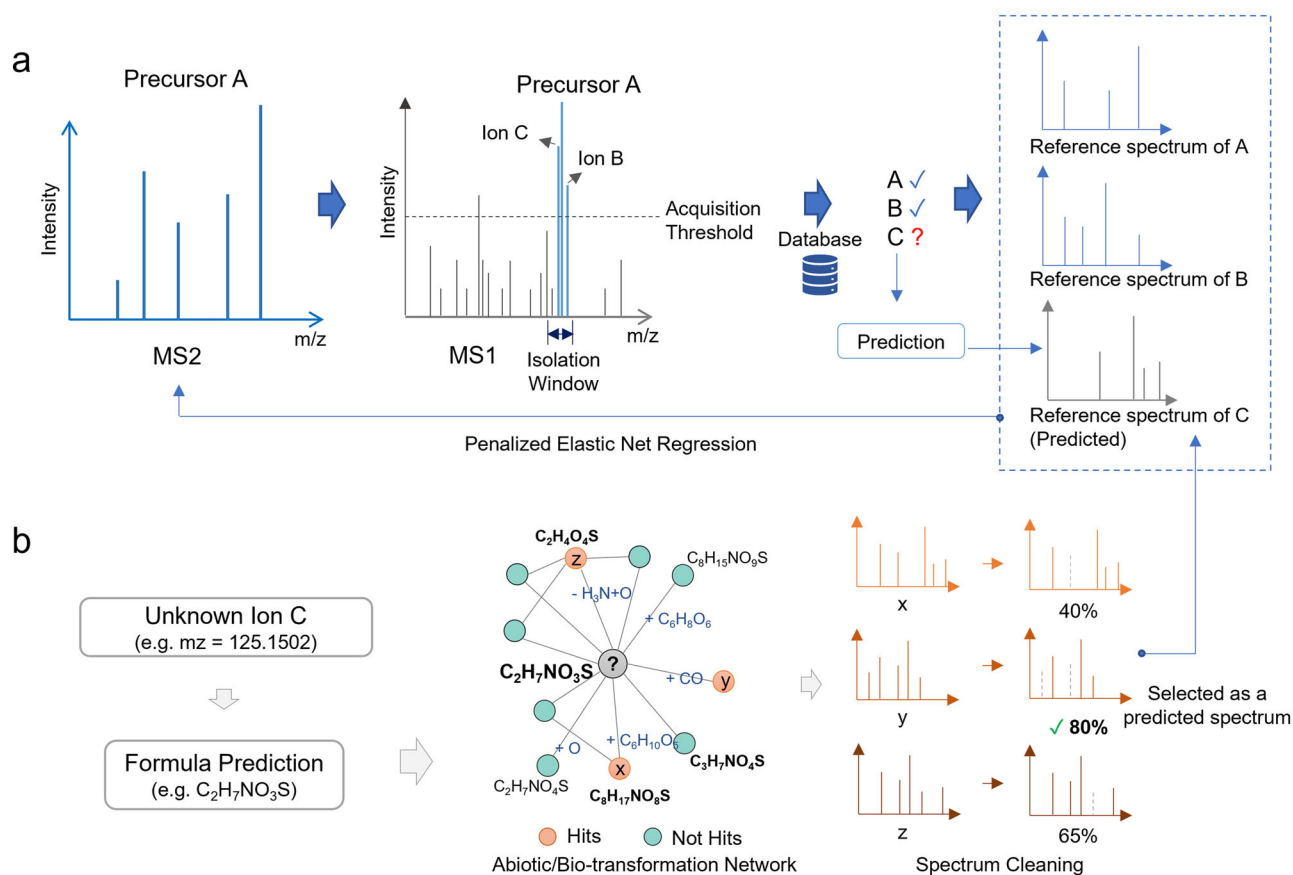 a
Precursor A
Intensity
m/z
MS2
Precursor A
Ion C
Ion B
Intensity
Acquisition
Threshold
m/z
MS1
Isolation
Window
Database
A ✓
B ✓
C ?
Prediction
Reference spectrum of A
Reference spectrum of B
Reference spectrum of C
(Predicted)
Penalized Elastic Net Regression
b
Unknown Ion C
(e.g. mz = 125.1502)
Formula Prediction
(e.g. C₂H₇NO₃S)
C₂H₄O₄S
z
C₈H₁₅NO₉S
- H₃N+O
+ C₆H₈O₆
?
C₂H₇NO₃S
+ CO
y
+ O
+ C₆H₁₀O₅
C₃H₇NO₄S
x
C₂H₇NO₄S
C₈H₁₇NO₈S
Hits
Not Hits
Abiotic/Bio-transformation Network
x
40%
y
✓ 80%
z
65%
Spectrum Cleaning
Selected as a
predicted spectrum